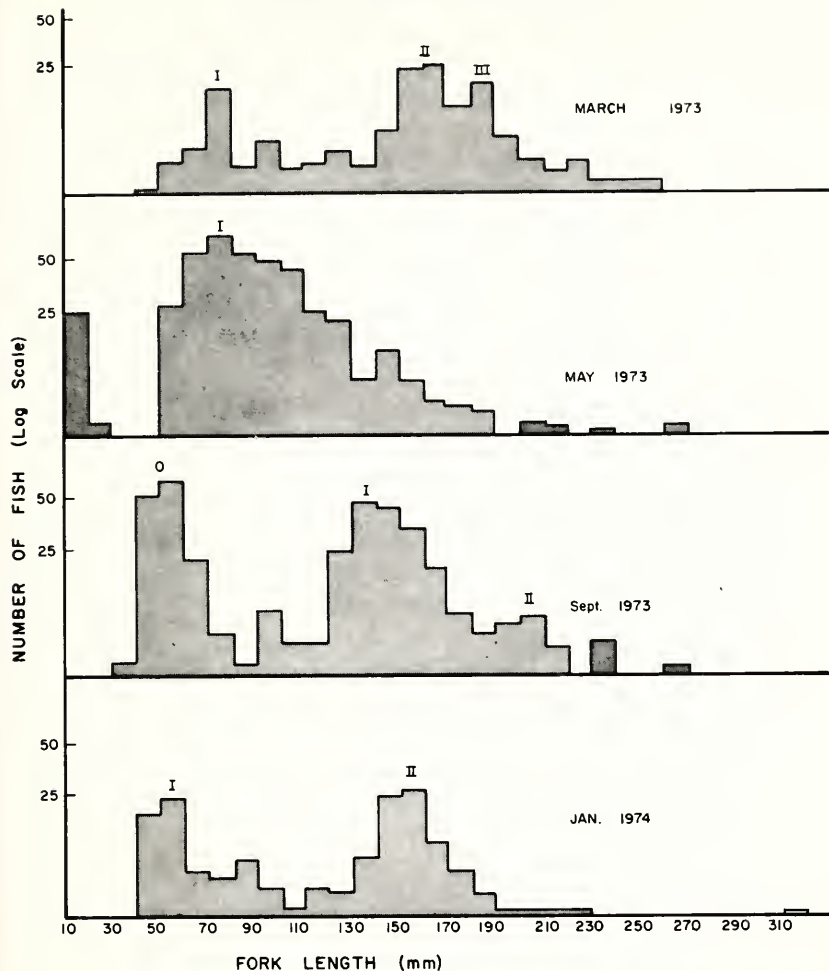 50
25
I
II
III
MARCH 1973
I
50
25
MAY 1973
O
50
25
I
II
Sept. 1973
50
25
I
II
JAN. 1974
NUMBER OF FISH (Log Scale)
10 30 50 70 90 110 130 150 170 190 210 230 250 270 290 310
FORK LENGTH (mm)